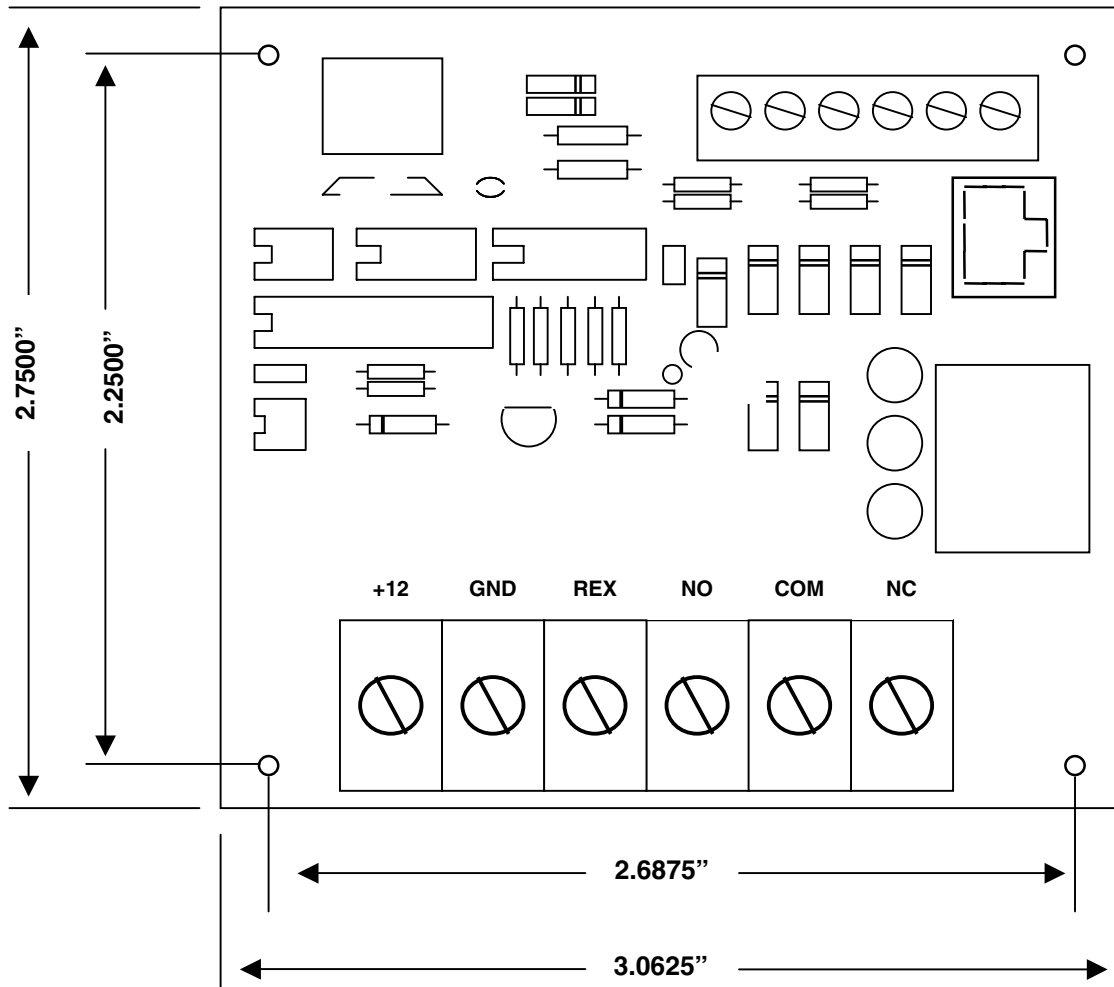 2.7500”
2.2500”
+12 GND REX NO COM NC
2.6875”
3.0625”